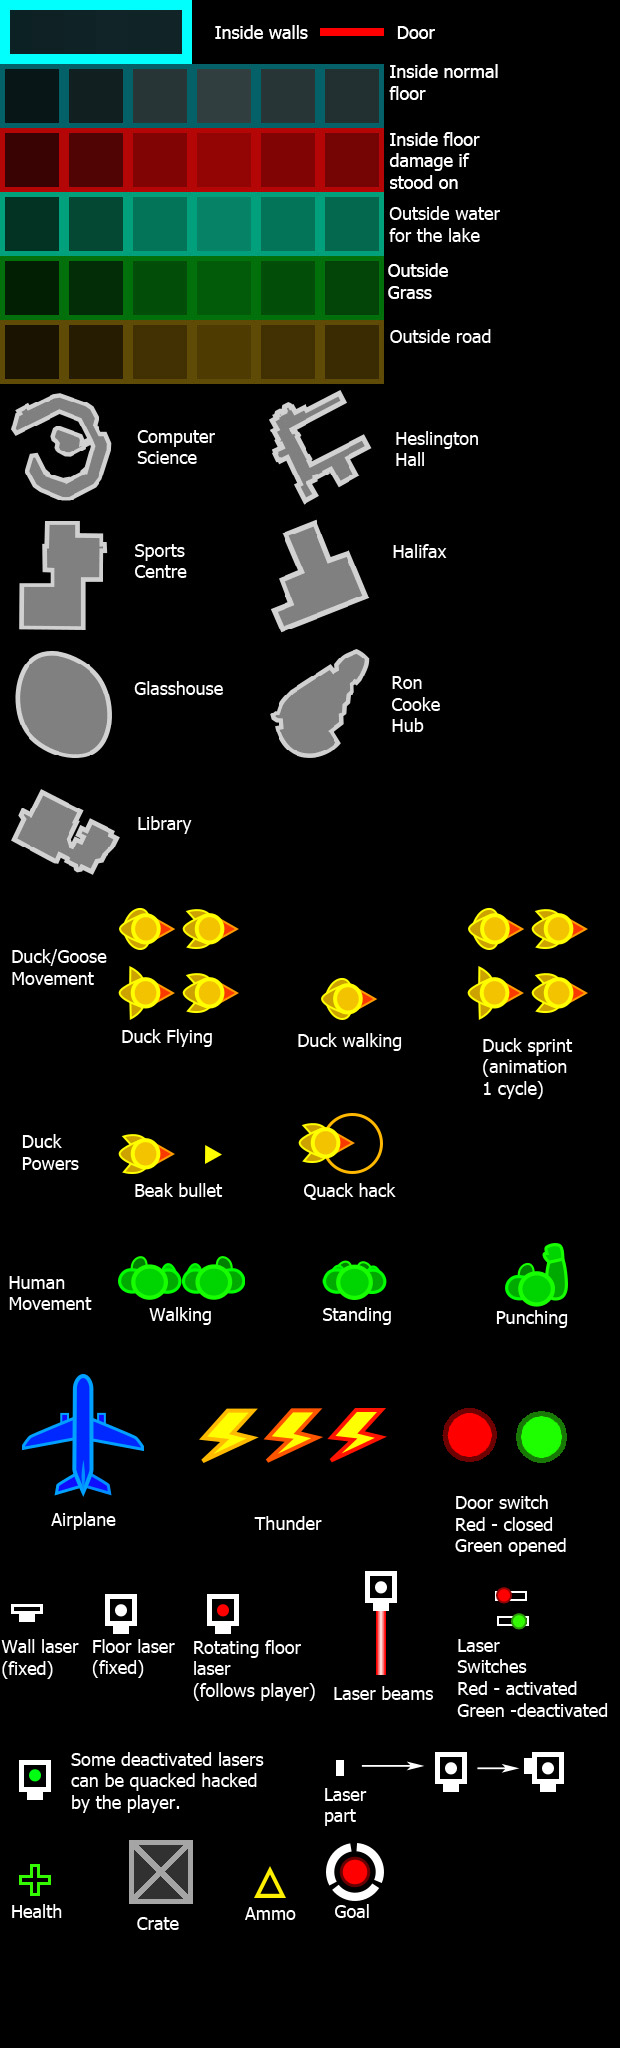 Inside walls
Door
Inside normal
floor
Inside floor
damage if
stood on
Outside water
for the lake
Outside
Grass
Outside road
Computer
Science
Heslington
Hall
Sports
Centre
Halifax
Glasshouse
Ron
Cooke
Hub
Library
Duck/Goose
Movement
Duck Flying
Duck walking
Duck sprint
(animation
1 cycle)
Duck
Powers
Beak bullet
Quack hack
Human
Movement
Walking
Standing
Punching
Airplane
Thunder
Door switch
Red - closed
Green opened
Wall laser
(fixed)
Floor laser
(fixed)
Rotating floor
laser
(follows player)
Laser beams
Laser
Switches
Red - activated
Green -deactivated
Some deactivated lasers
can be quacked hacked
by the player.
Laser
part
Health
Crate
Ammo
Goal